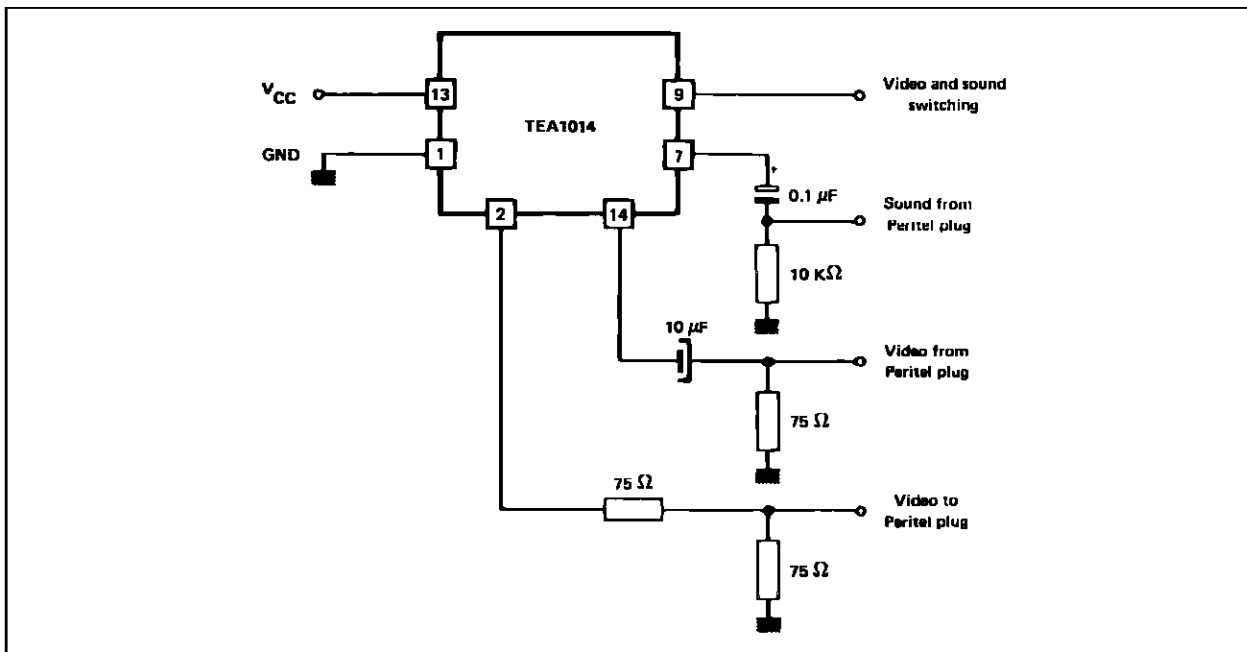 V_CC
13
9
Video and sound
switching
TEA1014
GND
1
7
+
0.1 µF
Sound from
Peritel plug
2
14
10 KΩ
10 µF
Video from
Peritel plug
75 Ω
75 Ω
Video to
Peritel plug
75 Ω